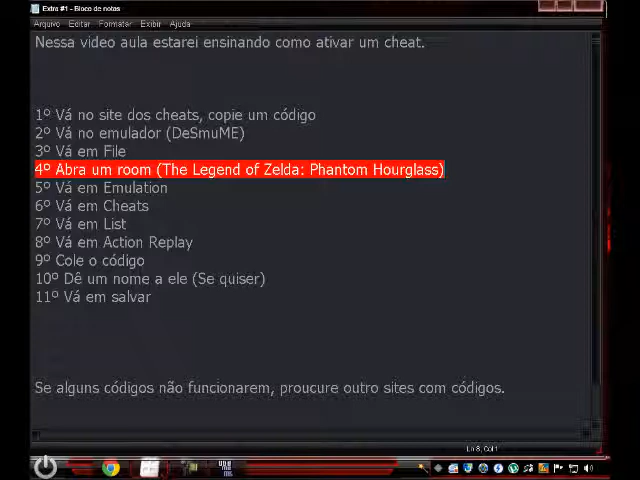 Extra #1 - Bloco de notas
Arquivo Editar Formatar Exibir Ajuda
Nessa video aula estarei ensinando como ativar um cheat.
1º Vá no site dos cheats, copie um código
2º Vá no emulador (DeSmuME)
3º Vá em File
4º Abra um room (The Legend of Zelda: Phantom Hourglass)
5º Vá em Emulation
6º Vá em Cheats
7º Vá em List
8º Vá em Action Replay
9º Cole o código
10º Dê um nome a ele (Se quiser)
11º Vá em salvar
Se alguns códigos não funcionarem, proucure outro sites com códigos.
Ln 8, Col 1